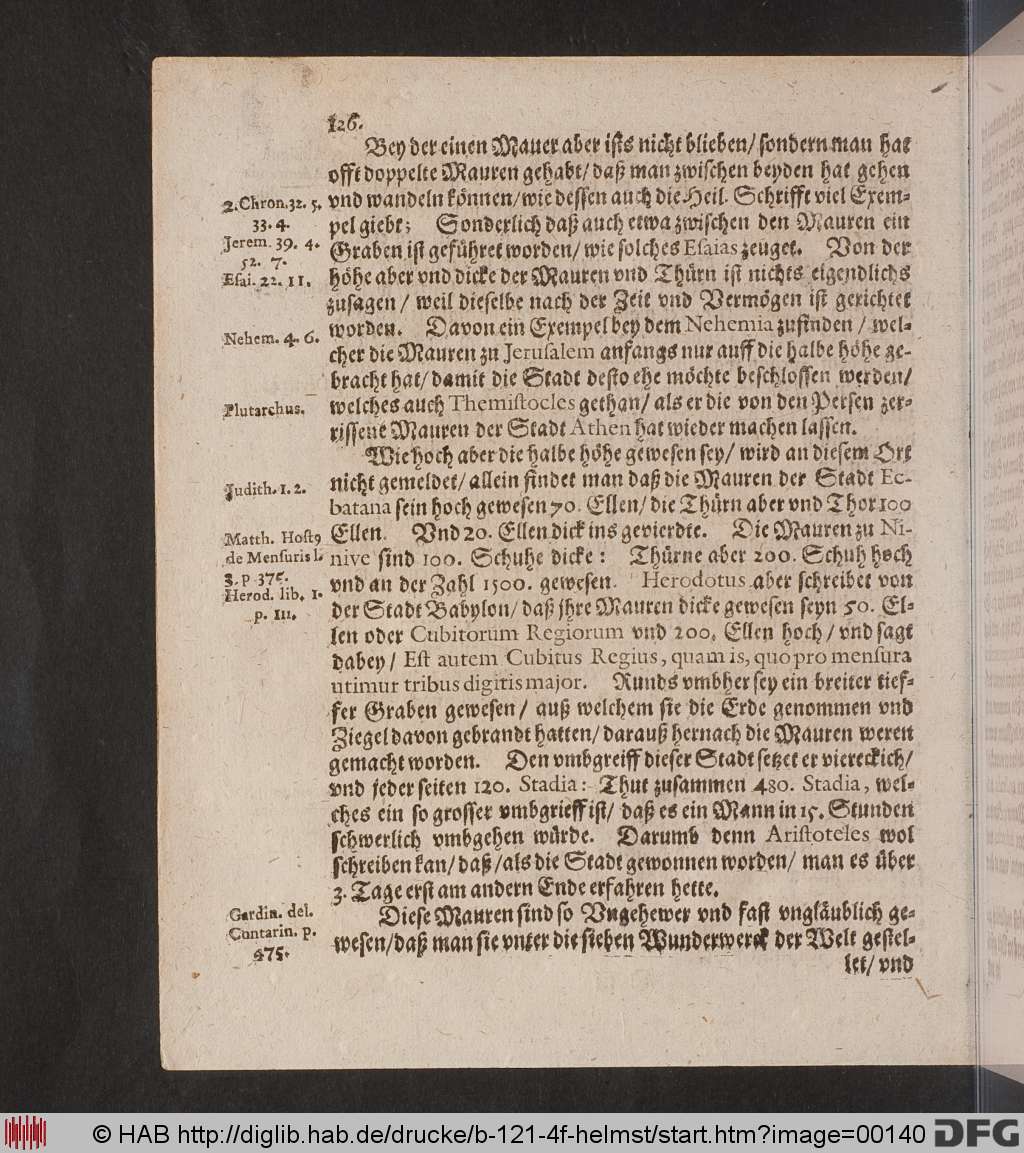 126.
Bey der einen Mauer aber ists nicht blieben/ sondern man hat
offt doppelte Mauren gehabt/ daß man zwischen beyden hat gehen
2. Chron. 32. 5.
33. 4.
vnd wandeln können/ wie dessen auch die Heil. Schrifft viel Exem-
pel giebt; Sonderlich daß auch etwa zwischen den Mauren ein
Jerem. 39. 4.
52. 7.
Graben ist geführet worden/ wie solches Esaias zeuget. Von der
Esai. 22. 11.
höhe aber vnd dicke der Mauren vnd Thürn ist nichts eigendlichs
zusagen/ weil dieselbe nach der Zeit vnd Vermögen ist gerichtet
Nehem. 4. 6.
worden. Davon ein Exempel bey dem Nehemia zufinden/ wel-
cher die Mauren zu Jerusalem anfangs nur auff die halbe höhe ge-
bracht hat/ damit die Stadt desto ehe möchte beschlossen werden/
Plutarchus.
welches auch Themistocles gethan/ als er die von den Persen zer-
rissene Mauren der Stadt Athen hat wieder machen lassen.
Wie hoch aber die halbe höhe gewesen sey/ wird an diesem Ort
Judith. 1. 2.
nicht gemeldet/ allein findet man daß die Mauren der Stadt Ec-
batana sein hoch gewesen 70. Ellen/ die Thürn aber vnd Thor 100
Matth. Hostꝰ
de Mensuris l.
3. p 375.
Ellen. Vnd 20. Ellen dick ins gevierdte. Die Mauren zu Ni-
nive sind 100. Schuhe dicke: Thürne aber 200. Schuh hoch
Herod. lib. 1.
p. 111.
vnd an der Zahl 1500. gewesen. Herodotus aber schreibet von
der Stadt Babylon/ daß jhre Mauren dicke gewesen seyn 50. El-
len oder Cubitorum Regiorum vnd 200. Ellen hoch/ vnd sagt
dabey/ Est autem Cubitus Regius, quam is, quo pro mensura
utimur tribus digitis major. Runds vmbher sey ein breiter tief-
fer Graben gewesen/ auß welchem sie die Erde genommen vnd
Ziegel davon gebrandt hatten/ darauß hernach die Mauren weren
gemacht worden. Den vmbgreiff dieser Stadt setzet er viereckich/
vnd jeder seiten 120. Stadia: Thut zusammen 480. Stadia, wel-
ches ein so grosser vmbgrieff ist/ daß es ein Mann in 15. Stunden
schwerlich vmbgehen würde. Darumb denn Aristoteles wol
schreiben kan/ daß/ als die Stadt gewonnen worden/ man es über
3. Tage erst am andern Ende erfahren hette.
Gardin. del.
Contarin. p.
475.
Diese Mauren sind so Vngehewer vnd fast vngläublich ge-
wesen/ daß man sie vnter die sieben Wunderwerck der Welt gestel-
let/ vnd
© HAB http://diglib.hab.de/drucke/b-121-4f-helmst/start.htm?image=00140 DFG